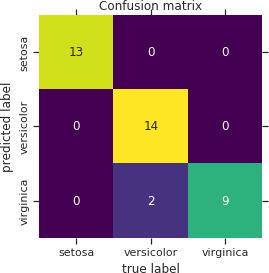 Confusion matrix
predicted label
setosa
13 0 0
versicolor
0 14 0
virginica
0 2 9
setosa versicolor virginica
true label